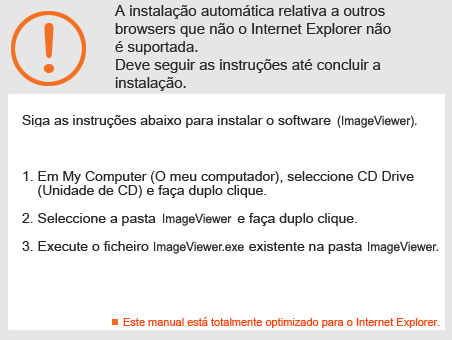 A instalação automática relativa a outros
browsers que não o Internet Explorer não
é suportada.
Deve seguir as instruções até concluir a
instalação.
Siga as instruções abaixo para instalar o software (ImageViewer).
1. Em My Computer (O meu computador), seleccione CD Drive
(Unidade de CD) e faça duplo clique.
2. Seleccione a pasta ImageViewer e faça duplo clique.
3. Execute o ficheiro ImageViewer.exe existente na pasta ImageViewer.
Este manual está totalmente optimizado para o Internet Explorer.